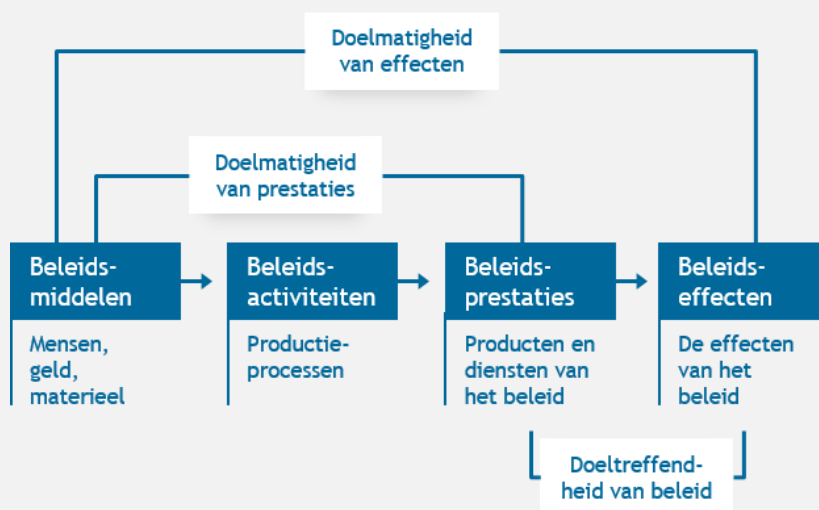 Doelmatigheid
van effecten
Doelmatigheid
van prestaties
Beleids-
middelen
Mensen,
geld,
materieel
Beleids-
activiteiten
Productie-
processen
Beleids-
prestaties
Producten en
diensten van
het beleid
Beleids-
effecten
De effecten
van het
beleid
Doeltreffend-
heid van beleid